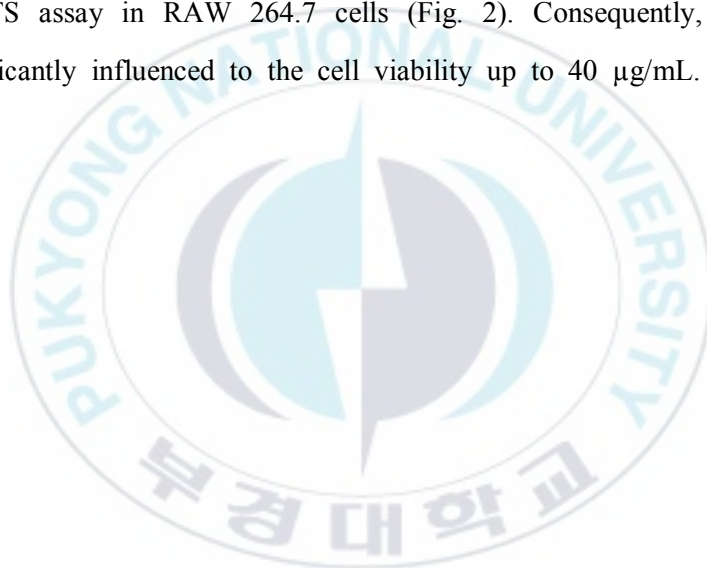 TS assay in RAW 264.7 cells (Fig. 2). Consequently,
icantly influenced to the cell viability up to 40 µg/mL.
PUKYONG NATIONAL UNIVERSITY
부경대학교